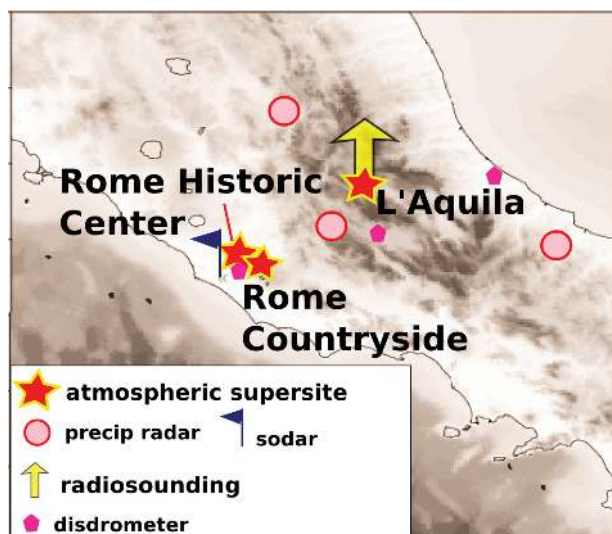 Rome Historic
Center
L'Aquila
Rome
Countryside
atmospheric supersite
precip radar
sodar
radiosounding
disdrometer